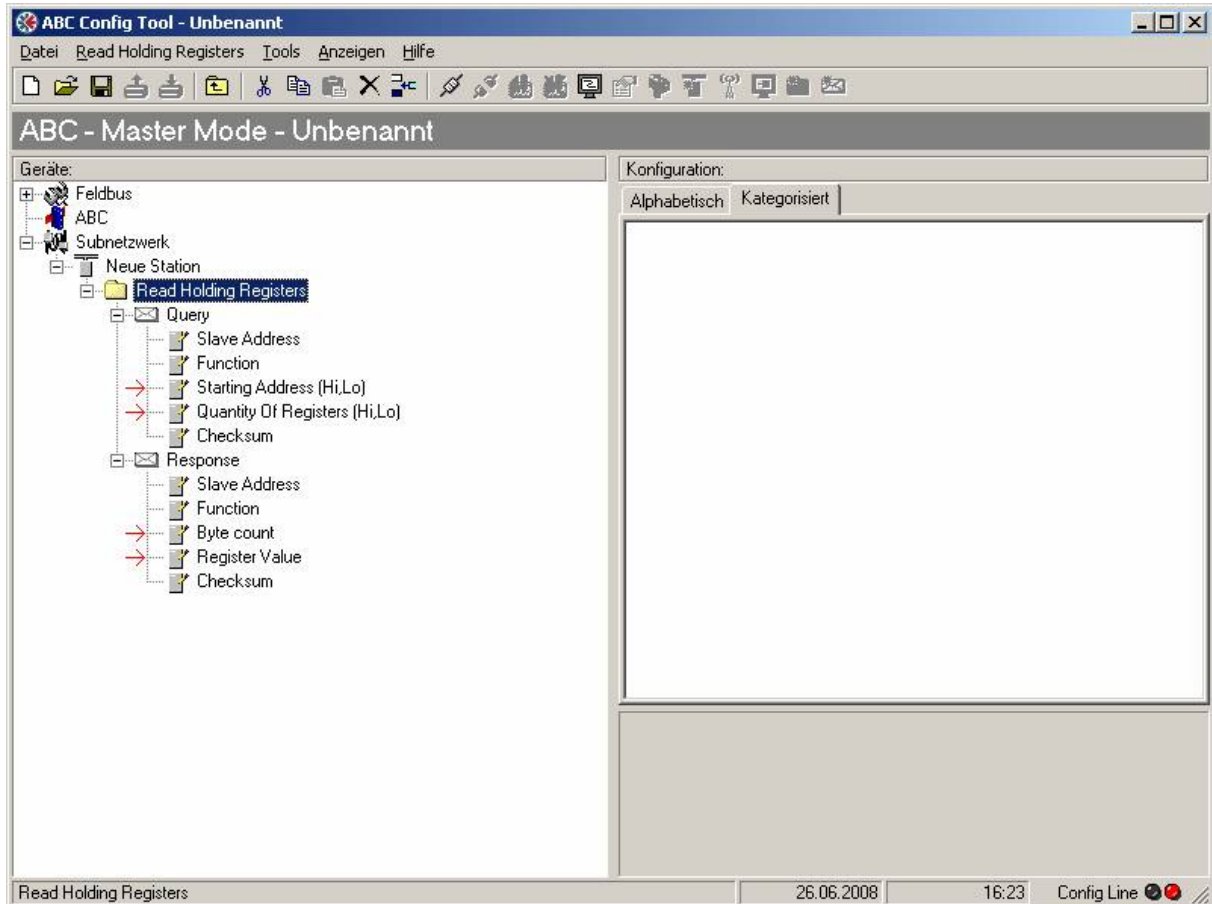 ABC Config Tool - Unbenannt
Datei Read Holding Registers Tools Anzeigen Hilfe
ABC - Master Mode - Unbenannt
Geräte:
Feldbus
ABC
Subnetzwerk
Neue Station
Read Holding Registers
Query
Slave Address
Function
Starting Address (Hi,Lo)
Quantity Of Registers (Hi,Lo)
Checksum
Response
Slave Address
Function
Byte count
Register Value
Checksum
Konfiguration:
Alphabetisch Kategorisiert
Read Holding Registers 26.06.2008 16:23 Config Line